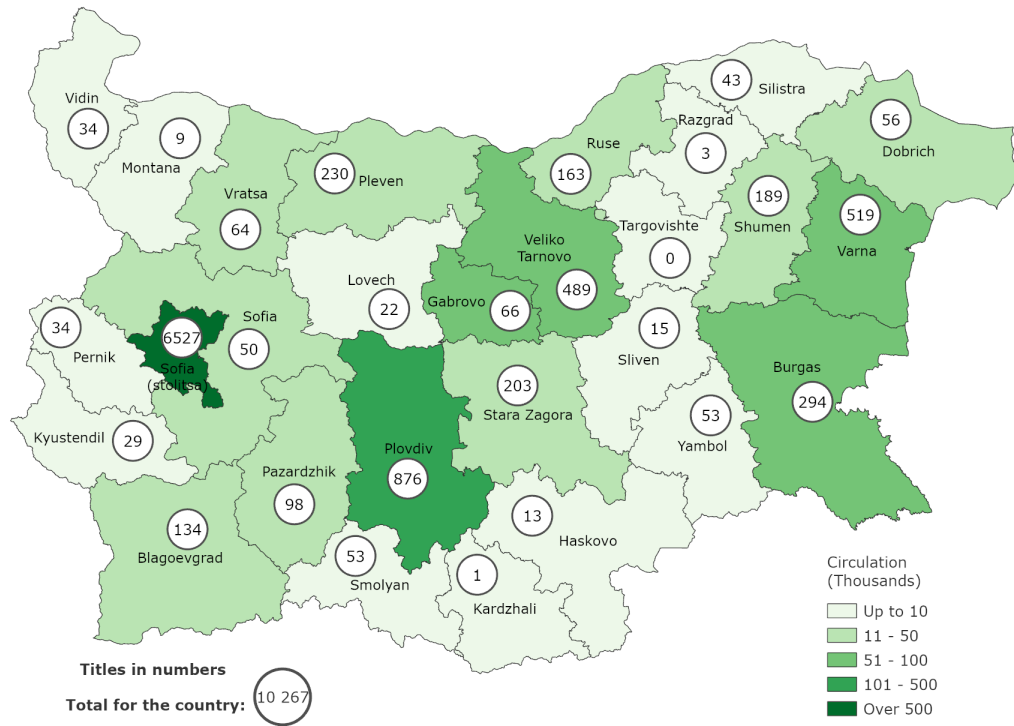 43
Silistra
Vidin
34
Razgrad
3
56
Dobrich
9
Montana
Ruse
163
230
Pleven
189
Shumen
Vratsa
64
519
Varna
Targovishte
0
Veliko
Tarnovo
489
Lovech
22
Gabrovo
66
34
Pernik
6527
Sofia
(stolitsa)
Sofia
50
15
Sliven
Burgas
294
203
Stara Zagora
53
Yambol
Kyustendil
29
Plovdiv
876
Pazardzhik
98
13
Haskovo
134
Blagoevgrad
53
Smolyan
1
Kardzhali
Circulation
(Thousands)
Up to 10
11 - 50
51 - 100
101 - 500
Over 500
Titles in numbers
Total for the country:
10 267